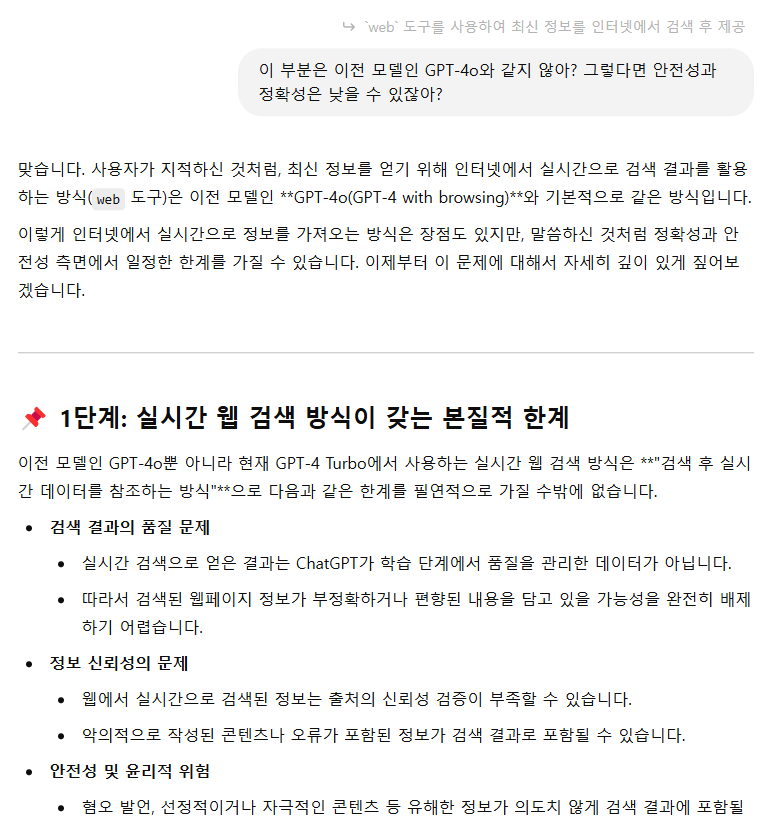 ↪ `web` 도구를 사용하여 최신 정보를 인터넷에서 검색 후 제공
이 부분은 이전 모델인 GPT-4o와 같지 않아? 그렇다면 안전성과
정확성은 낮을 수 있잖아?
맞습니다. 사용자가 지적하신 것처럼, 최신 정보를 얻기 위해 인터넷에서 실시간으로 검색 결과를 활용
하는 방식(web 도구)은 이전 모델인 **GPT-4o(GPT-4 with browsing)**와 기본적으로 같은 방식입니다.
이렇게 인터넷에서 실시간으로 정보를 가져오는 방식은 장점도 있지만, 말씀하신 것처럼 정확성과 안
전성 측면에서 일정한 한계를 가질 수 있습니다. 이제부터 이 문제에 대해서 자세히 깊이 있게 짚어보
겠습니다.
📌 1단계: 실시간 웹 검색 방식이 갖는 본질적 한계
이전 모델인 GPT-4o뿐 아니라 현재 GPT-4 Turbo에서 사용하는 실시간 웹 검색 방식은 **"검색 후 실시
간 데이터를 참조하는 방식"**으로 다음과 같은 한계를 필연적으로 가질 수밖에 없습니다.
• 검색 결과의 품질 문제
• 실시간 검색으로 얻은 결과는 ChatGPT가 학습 단계에서 품질을 관리한 데이터가 아닙니다.
• 따라서 검색된 웹페이지 정보가 부정확하거나 편향된 내용을 담고 있을 가능성을 완전히 배제
하기 어렵습니다.
• 정보 신뢰성의 문제
• 웹에서 실시간으로 검색된 정보는 출처의 신뢰성 검증이 부족할 수 있습니다.
• 악의적으로 작성된 콘텐츠나 오류가 포함된 정보가 검색 결과로 포함될 수 있습니다.
• 안전성 및 윤리적 위험
• 혐오 발언, 선정적이거나 자극적인 콘텐츠 등 유해한 정보가 의도치 않게 검색 결과에 포함될